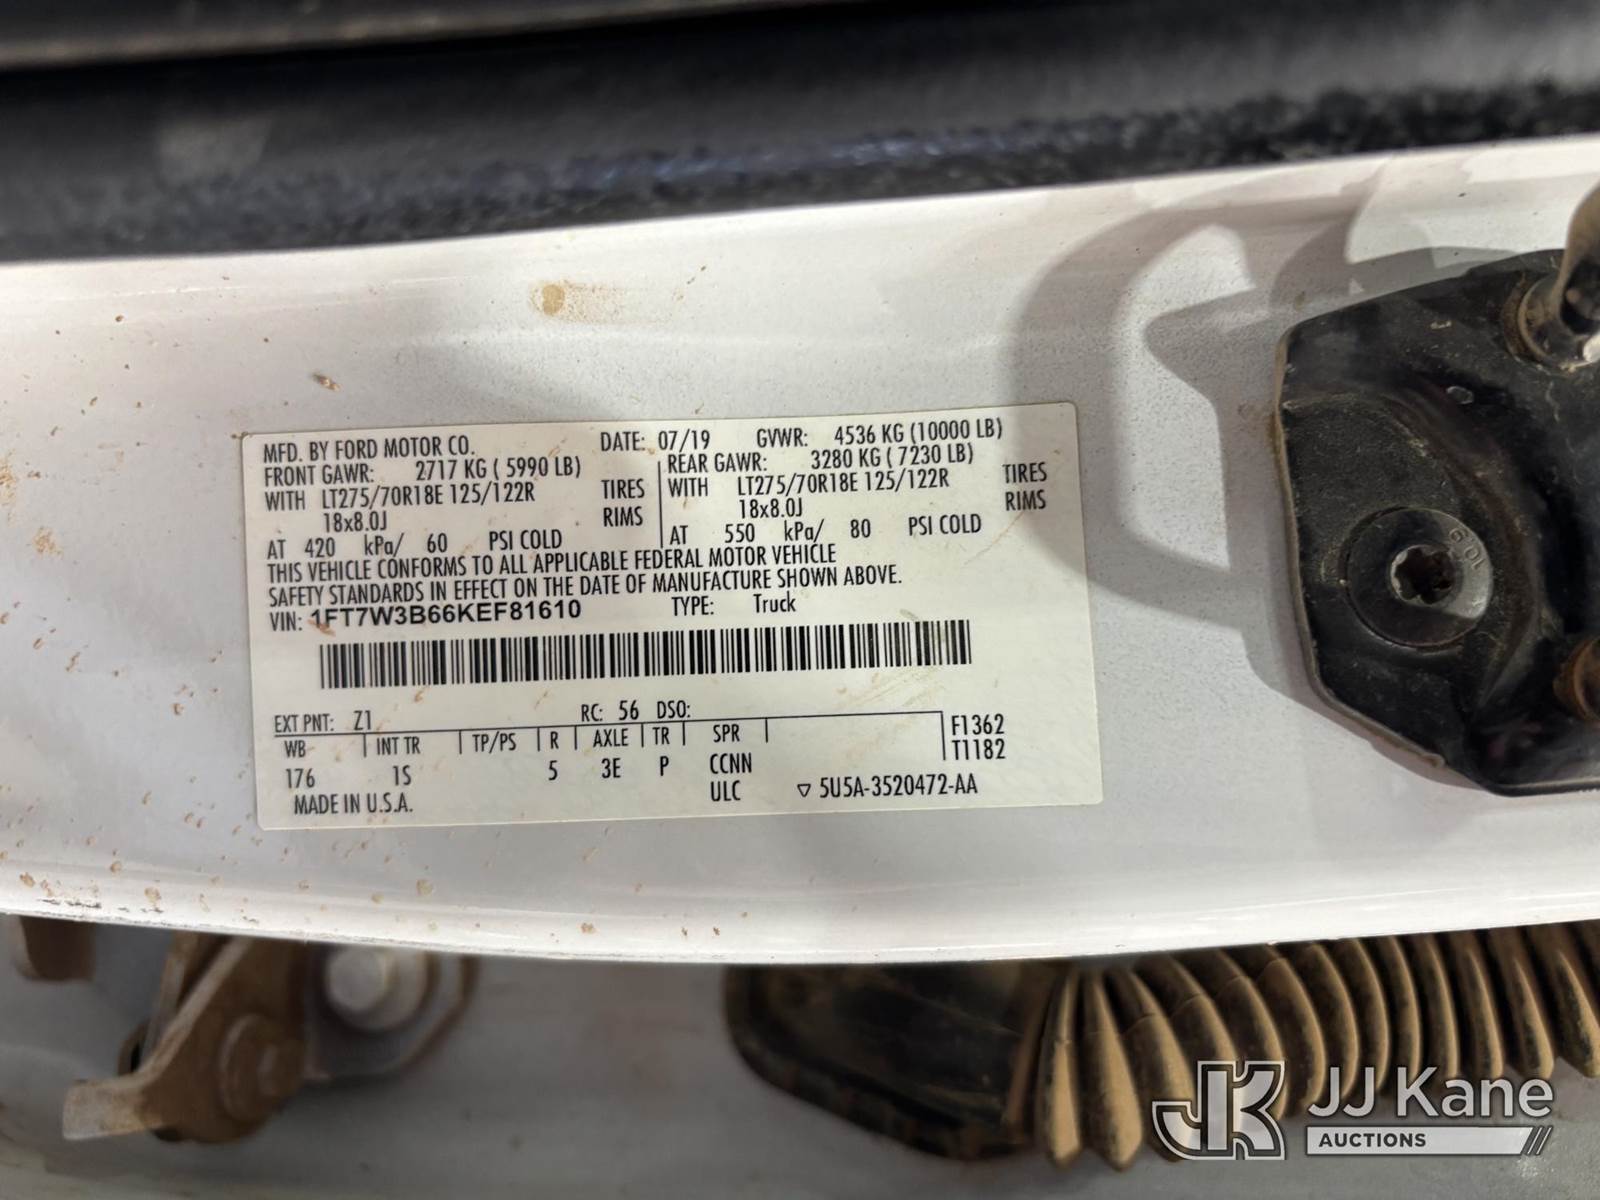 MFD. BY FORD MOTOR CO. DATE: 07/19 GVWR: 4536 KG (10000 LB)
FRONT GAWR: 2717 KG ( 5990 LB) REAR GAWR: 3280 KG ( 7230 LB)
WITH LT275/70R18E 125/122R TIRES WITH LT275/70R18E 125/122R TIRES
18x8.0J RIMS 18x8.0J RIMS
AT 420 kPa/ 60 PSI COLD AT 550 kPa/ 80 PSI COLD
THIS VEHICLE CONFORMS TO ALL APPLICABLE FEDERAL MOTOR VEHICLE
SAFETY STANDARDS IN EFFECT ON THE DATE OF MANUFACTURE SHOWN ABOVE.
VIN: 1FT7W3B66KEF81610 TYPE: Truck
EXT PNT: Z1 RC: 56 DSO:
WB INT TR TP/PS R AXLE TR SPR F1362
176 1S 5 3E P CCNN T1182
MADE IN U.S.A. ULC ▽ 5U5A-3520472-AA
JK JJ Kane
AUCTIONS